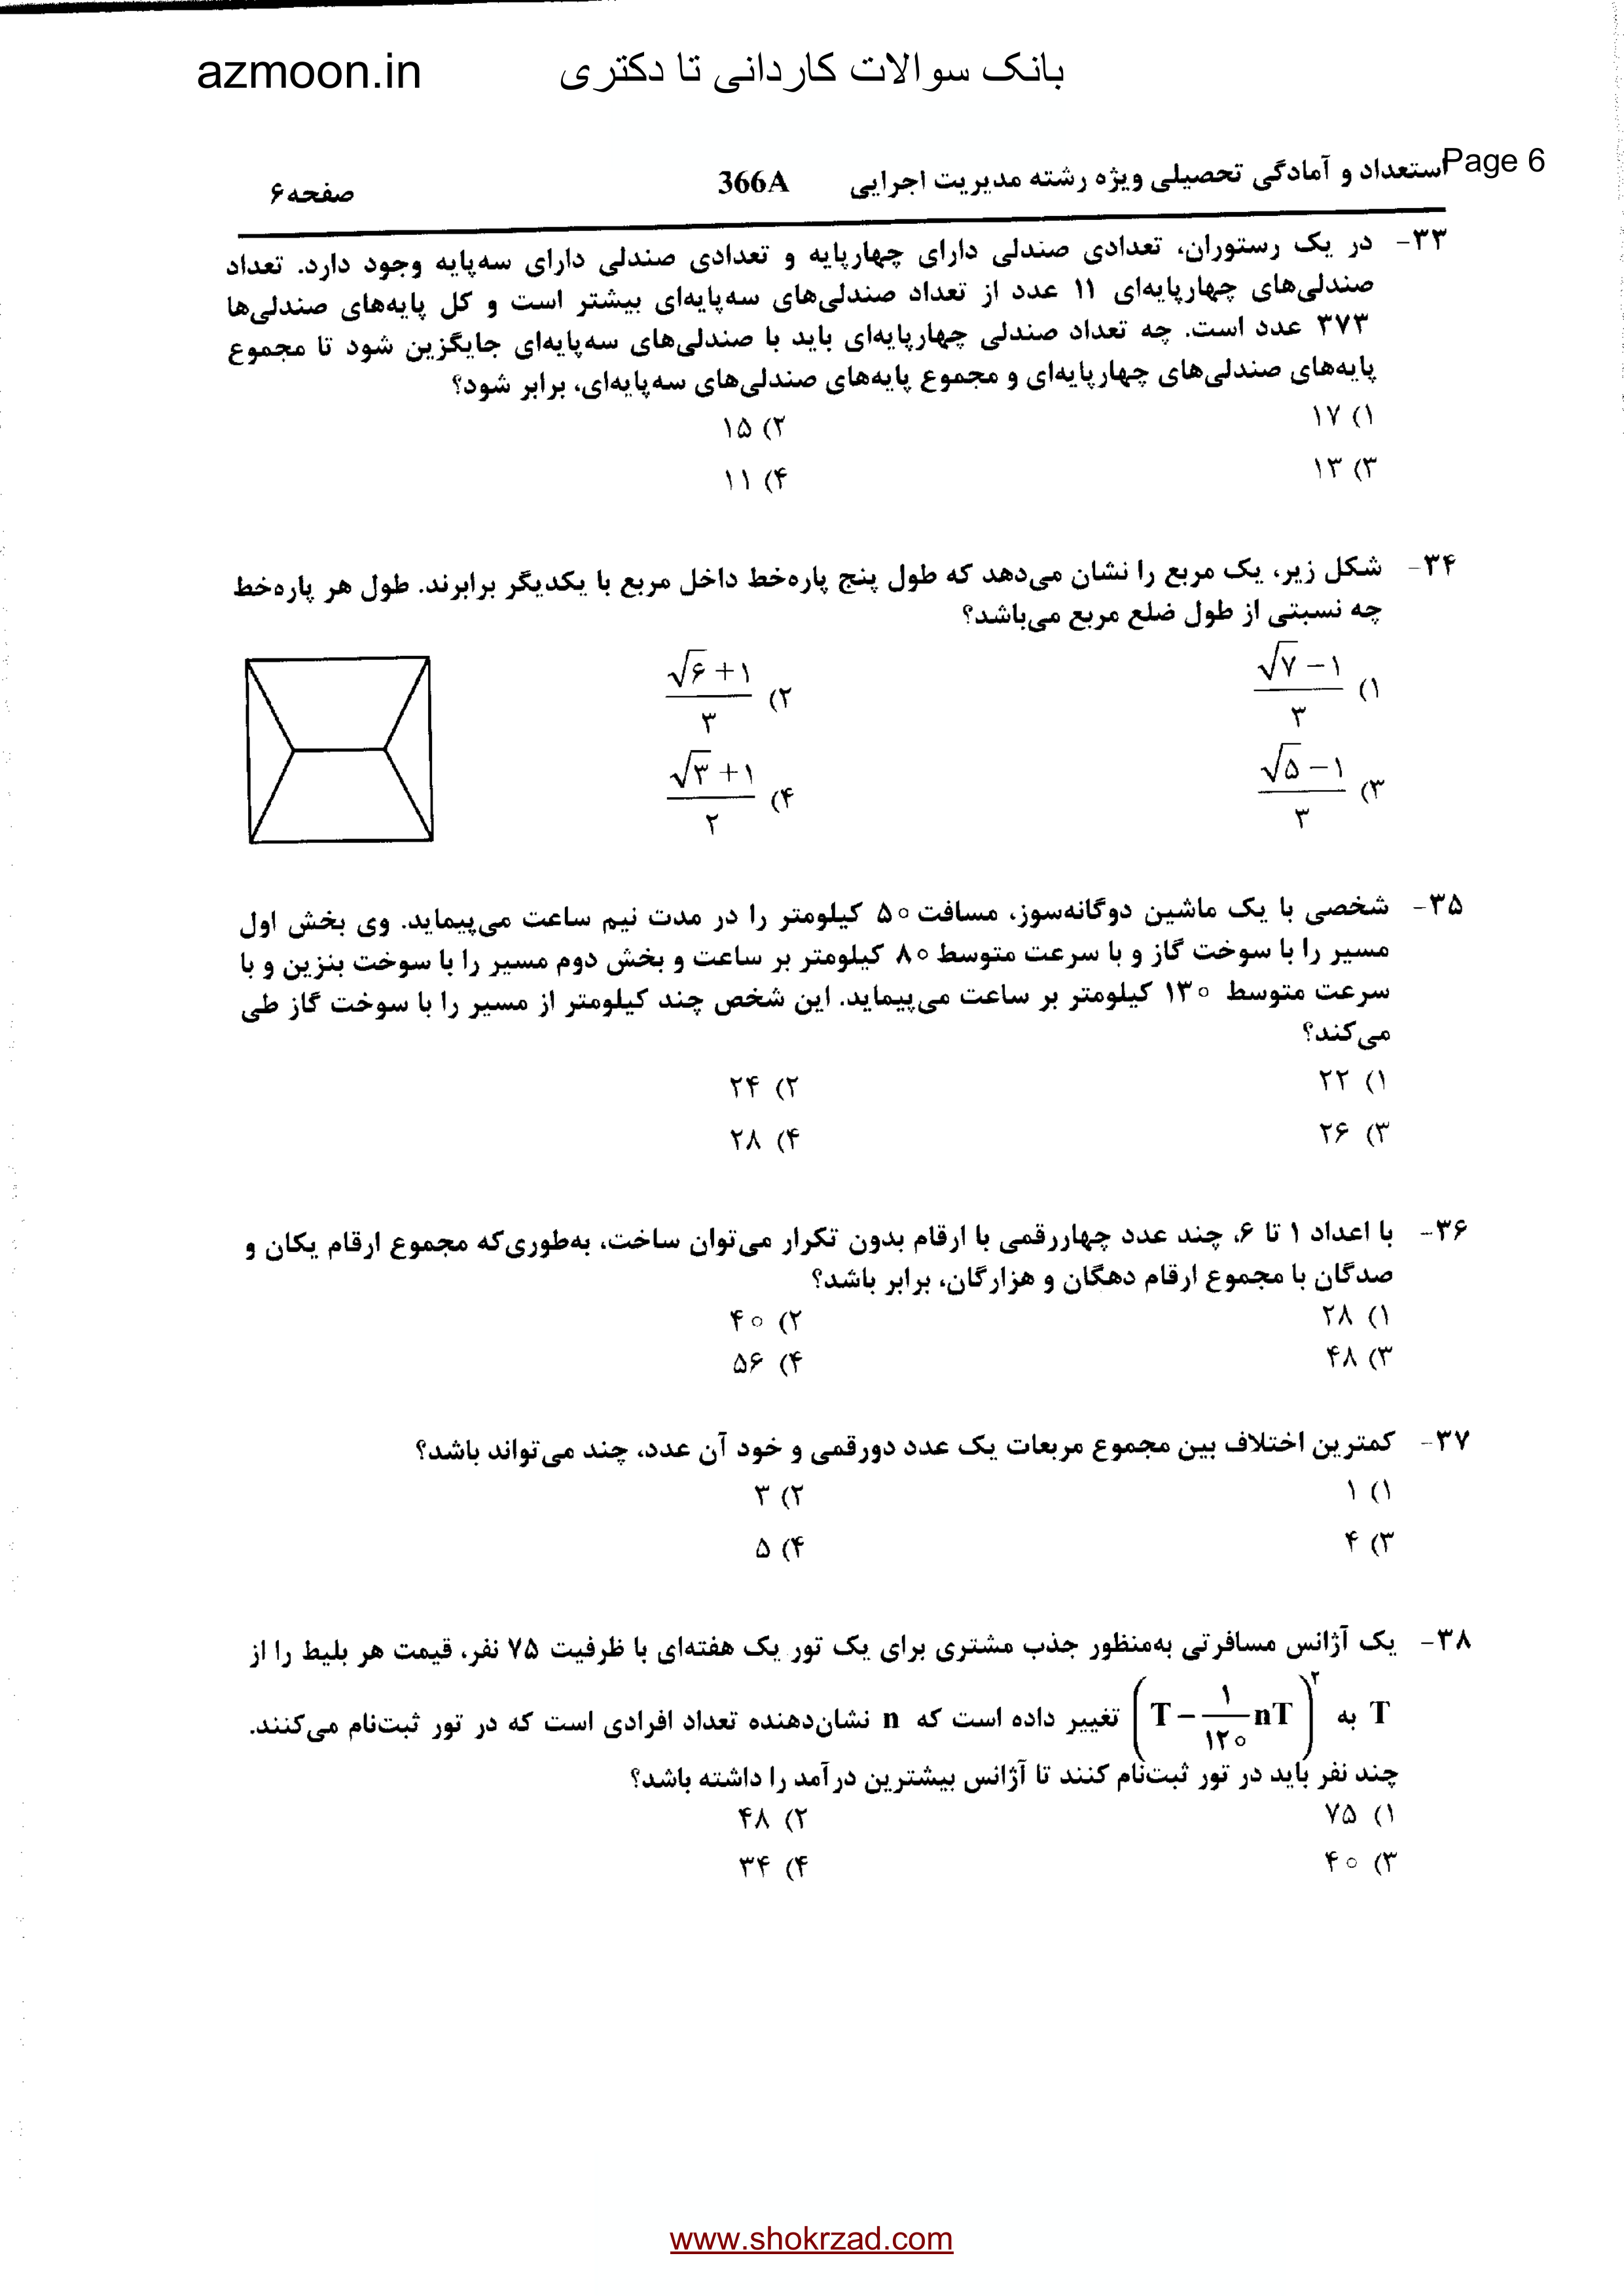 azmoon.in بانک سوالات کاردانی تا دکتری
Page 6
استعداد و آمادگی تحصیلی ویژه رشته مدیریت اجرایی 366A صفحه ۶
۳۳- در یک رستوران، تعدادی صندلی دارای چهارپایه و تعدادی صندلی دارای سه‌پایه وجود دارد. تعداد
صندلی‌های چهارپایه‌ای ۱۱ عدد از تعداد صندلی‌های سه‌پایه‌ای بیشتر است و کل پایه‌های صندلی‌ها
۳۷۳ عدد است. چه تعداد صندلی چهارپایه‌ای باید با صندلی‌های سه‌پایه‌ای جایگزین شود تا مجموع
پایه‌های صندلی‌های چهارپایه‌ای و مجموع پایه‌های صندلی‌های سه‌پایه‌ای، برابر شود؟
۱) ۱۷ ۲) ۱۵
۳) ۱۳ ۴) ۱۱
۳۴- شکل زیر، یک مربع را نشان می‌دهد که طول پنج پاره‌خط داخل مربع با یکدیگر برابرند. طول هر پاره‌خط
چه نسبتی از طول ضلع مربع می‌باشد؟
۱) (√۷ − ۱)/۳ ۲) (√۶ + ۱)/۳
۳) (√۵ − ۱)/۳ ۴) (√۳ + ۱)/۲
۳۵- شخصی با یک ماشین دوگانه‌سوز، مسافت ۵۰ کیلومتر را در مدت نیم ساعت می‌پیماید. وی بخش اول
مسیر را با سوخت گاز و با سرعت متوسط ۸۰ کیلومتر بر ساعت و بخش دوم مسیر را با سوخت بنزین و با
سرعت متوسط ۱۳۰ کیلومتر بر ساعت می‌پیماید. این شخص چند کیلومتر از مسیر را با سوخت گاز طی
می‌کند؟
۱) ۲۲ ۲) ۲۴
۳) ۲۶ ۴) ۲۸
۳۶- با اعداد ۱ تا ۶، چند عدد چهاررقمی با ارقام بدون تکرار می‌توان ساخت، به‌طوری‌که مجموع ارقام یکان و
صدگان با مجموع ارقام دهگان و هزارگان، برابر باشد؟
۱) ۲۸ ۲) ۴۰
۳) ۴۸ ۴) ۵۶
۳۷- کمترین اختلاف بین مجموع مربعات یک عدد دورقمی و خود آن عدد، چند می‌تواند باشد؟
۱) ۱ ۲) ۳
۳) ۴ ۴) ۵
۳۸- یک آژانس مسافرتی به‌منظور جذب مشتری برای یک تور یک هفته‌ای با ظرفیت ۷۵ نفر، قیمت هر بلیط را از
T به (T − ۱/۱۲۰ nT)^۲ تغییر داده است که n نشان‌دهنده تعداد افرادی است که در تور ثبت‌نام می‌کنند.
چند نفر باید در تور ثبت‌نام کنند تا آژانس بیشترین درآمد را داشته باشد؟
۱) ۷۵ ۲) ۴۸
۳) ۴۰ ۴) ۳۴
www.shokrzad.com